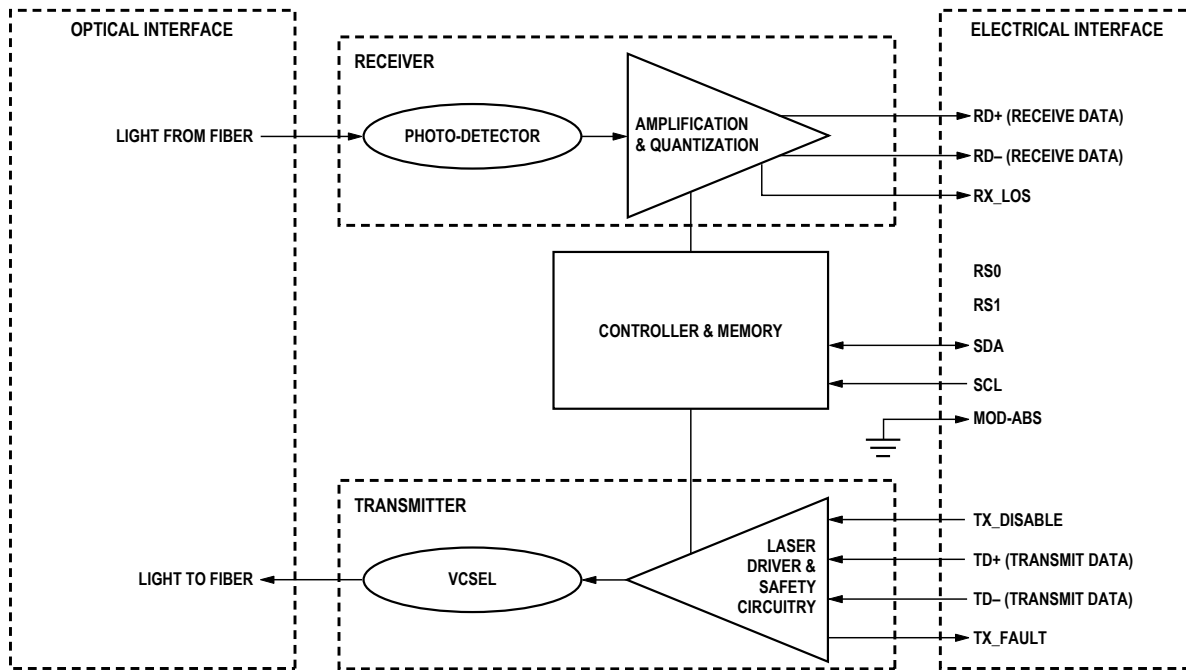 OPTICAL INTERFACE
ELECTRICAL INTERFACE
RECEIVER
LIGHT FROM FIBER
PHOTO-DETECTOR
AMPLIFICATION
& QUANTIZATION
RD+ (RECEIVE DATA)
RD– (RECEIVE DATA)
RX_LOS
RS0
RS1
CONTROLLER & MEMORY
SDA
SCL
MOD-ABS
TRANSMITTER
LIGHT TO FIBER
VCSEL
LASER
DRIVER &
SAFETY
CIRCUITRY
TX_DISABLE
TD+ (TRANSMIT DATA)
TD– (TRANSMIT DATA)
TX_FAULT